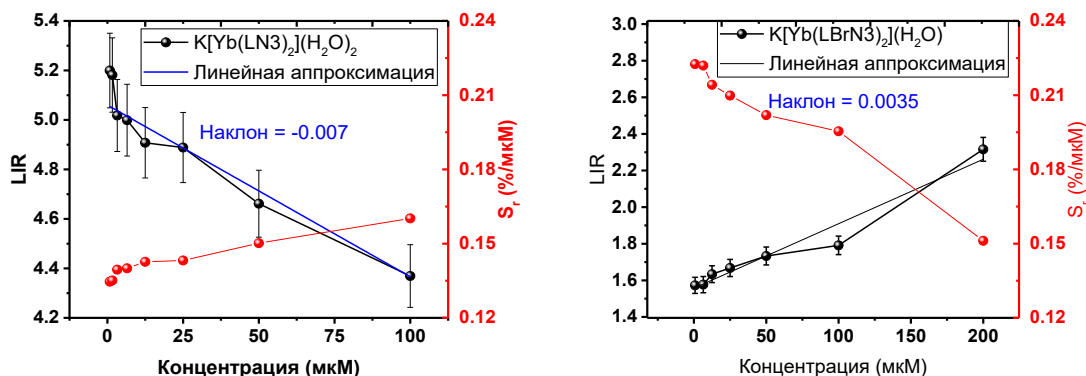 K[Yb(LN3)2](H2O)2
Линейная аппроксимация
Наклон = -0.007
LIR
5.2
5.0
4.8
4.6
4.4
4.2
0
25
50
75
100
Концентрация (мкМ)
0.24
0.21
0.18
0.15
0.12
Sr (%/мкМ)
K[Yb(LBrN3)2](H2O)
Линейная аппроксимация
Наклон = 0.0035
LIR
3.0
2.8
2.6
2.4
2.2
2.0
1.8
1.6
1.4
0
50
100
150
200
Концентрация (мкМ)
0.24
0.21
0.18
0.15
0.12
Sr (%/мкМ)